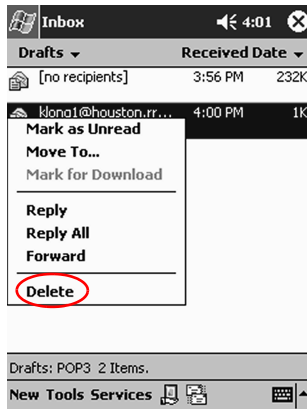 Inbox 4:01
Drafts Received Date
[no recipients] 3:56 PM 232K
klong1@houston.rr... 4:00 PM 1K
Mark as Unread
Move To...
Mark for Download
Reply
Reply All
Forward
Delete
Drafts: POP3 2 Items.
New Tools Services